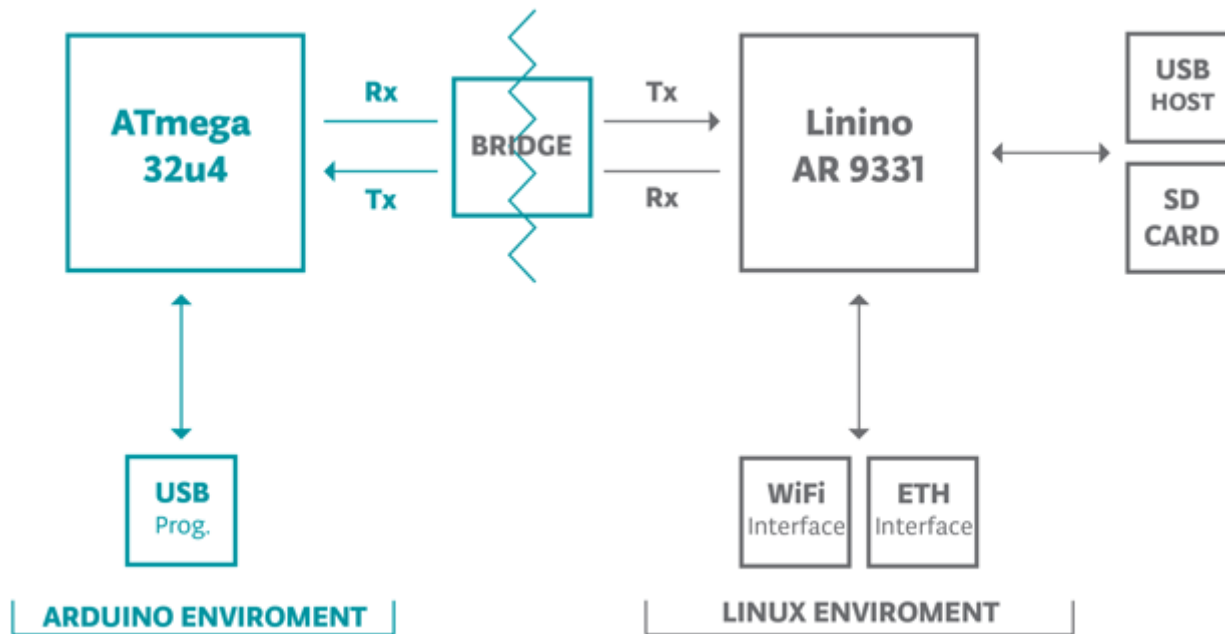 ATmega
32u4
Rx
Tx
BRIDGE
Tx
Rx
Linino
AR 9331
USB
HOST
SD
CARD
USB
Prog.
WiFi
Interface
ETH
Interface
ARDUINO ENVIROMENT
LINUX ENVIROMENT